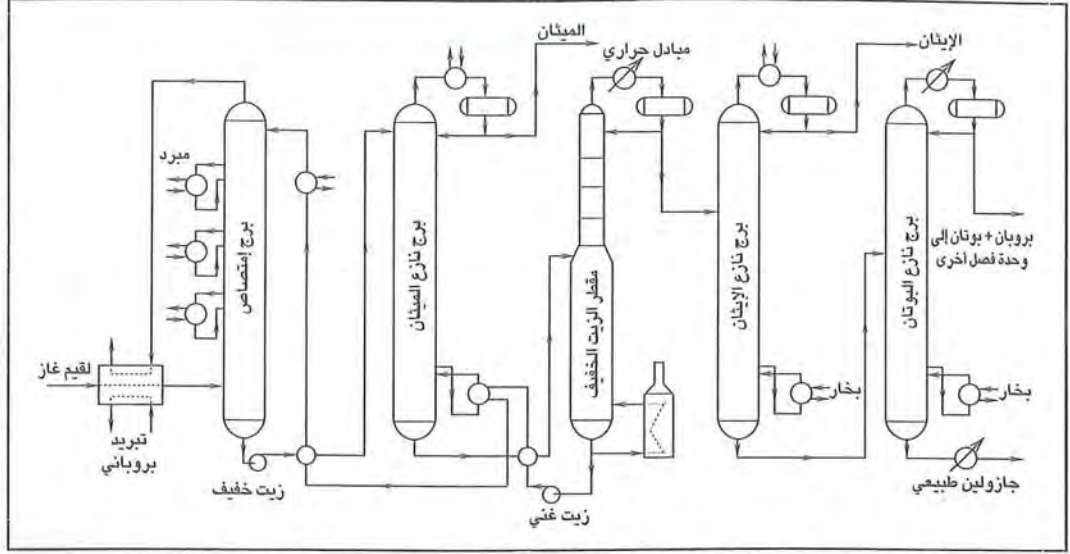 الميثان
مبادل حراري
الإيثان
مبرد
برج إمتصاص
برج نازع الميثان
مقطر الزيت الخفيف
برج نازع الإيثان
برج نازع البوتان
بروبان + بوتان إلى
وحدة فصل أخرى
لقيم غاز
تبريد
بروباني
زيت خفيف
زيت غني
بخار
بخار
جازولين طبيعي